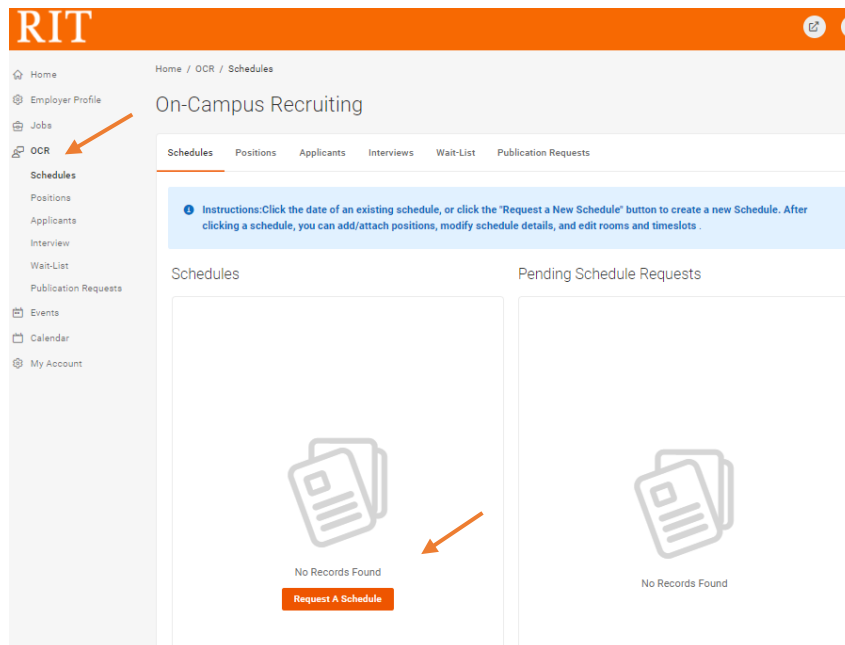 RIT
Home
Employer Profile
Jobs
OCR
Schedules
Positions
Applicants
Interview
Wait-List
Publication Requests
Events
Calendar
My Account
Home / OCR / Schedules
On-Campus Recruiting
Schedules Positions Applicants Interviews Wait-List Publication Requests
Instructions:Click the date of an existing schedule, or click the "Request a New Schedule" button to create a new Schedule. After
clicking a schedule, you can add/attach positions, modify schedule details, and edit rooms and timeslots .
Schedules
No Records Found
Request A Schedule
Pending Schedule Requests
No Records Found